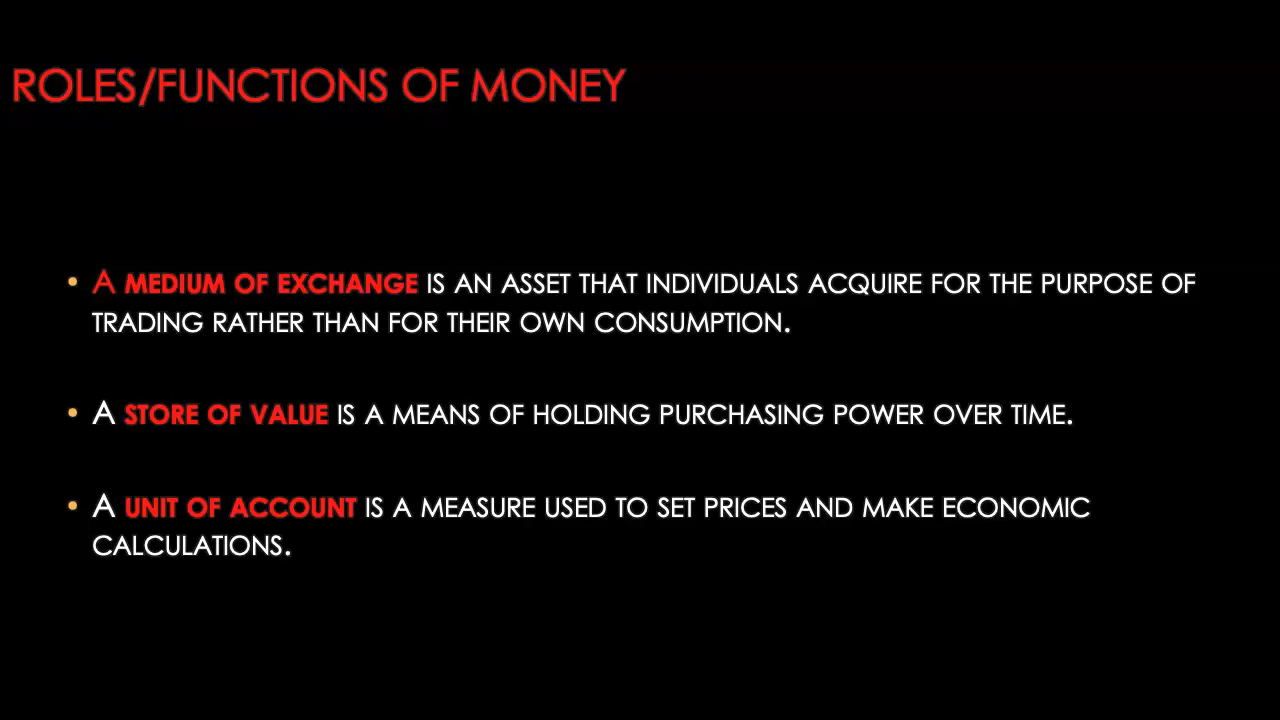 ROLES/FUNCTIONS OF MONEY
• A MEDIUM OF EXCHANGE IS AN ASSET THAT INDIVIDUALS ACQUIRE FOR THE PURPOSE OF
TRADING RATHER THAN FOR THEIR OWN CONSUMPTION.
• A STORE OF VALUE IS A MEANS OF HOLDING PURCHASING POWER OVER TIME.
• A UNIT OF ACCOUNT IS A MEASURE USED TO SET PRICES AND MAKE ECONOMIC
CALCULATIONS.